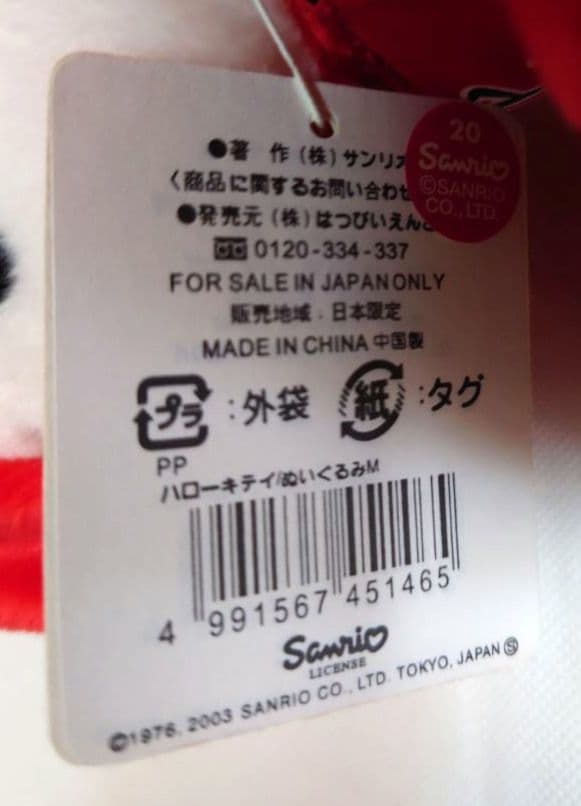 ●著 作(株)サンリオ
〈商品に関するお問い合わせ
●発売元(株)はつびいえんど
0120-334-337
FOR SALE IN JAPAN ONLY
販売地域：日本限定
MADE IN CHINA 中国製
プラ :外袋 紙 :タグ
PP
ハローキティ/ぬいぐるみM
4 991567 451465
Sanrio
LICENSE
©1976, 2003 SANRIO CO., LTD. TOKYO, JAPAN Ⓢ
20
Sanrio
©SANRIO
CO.,LTD.